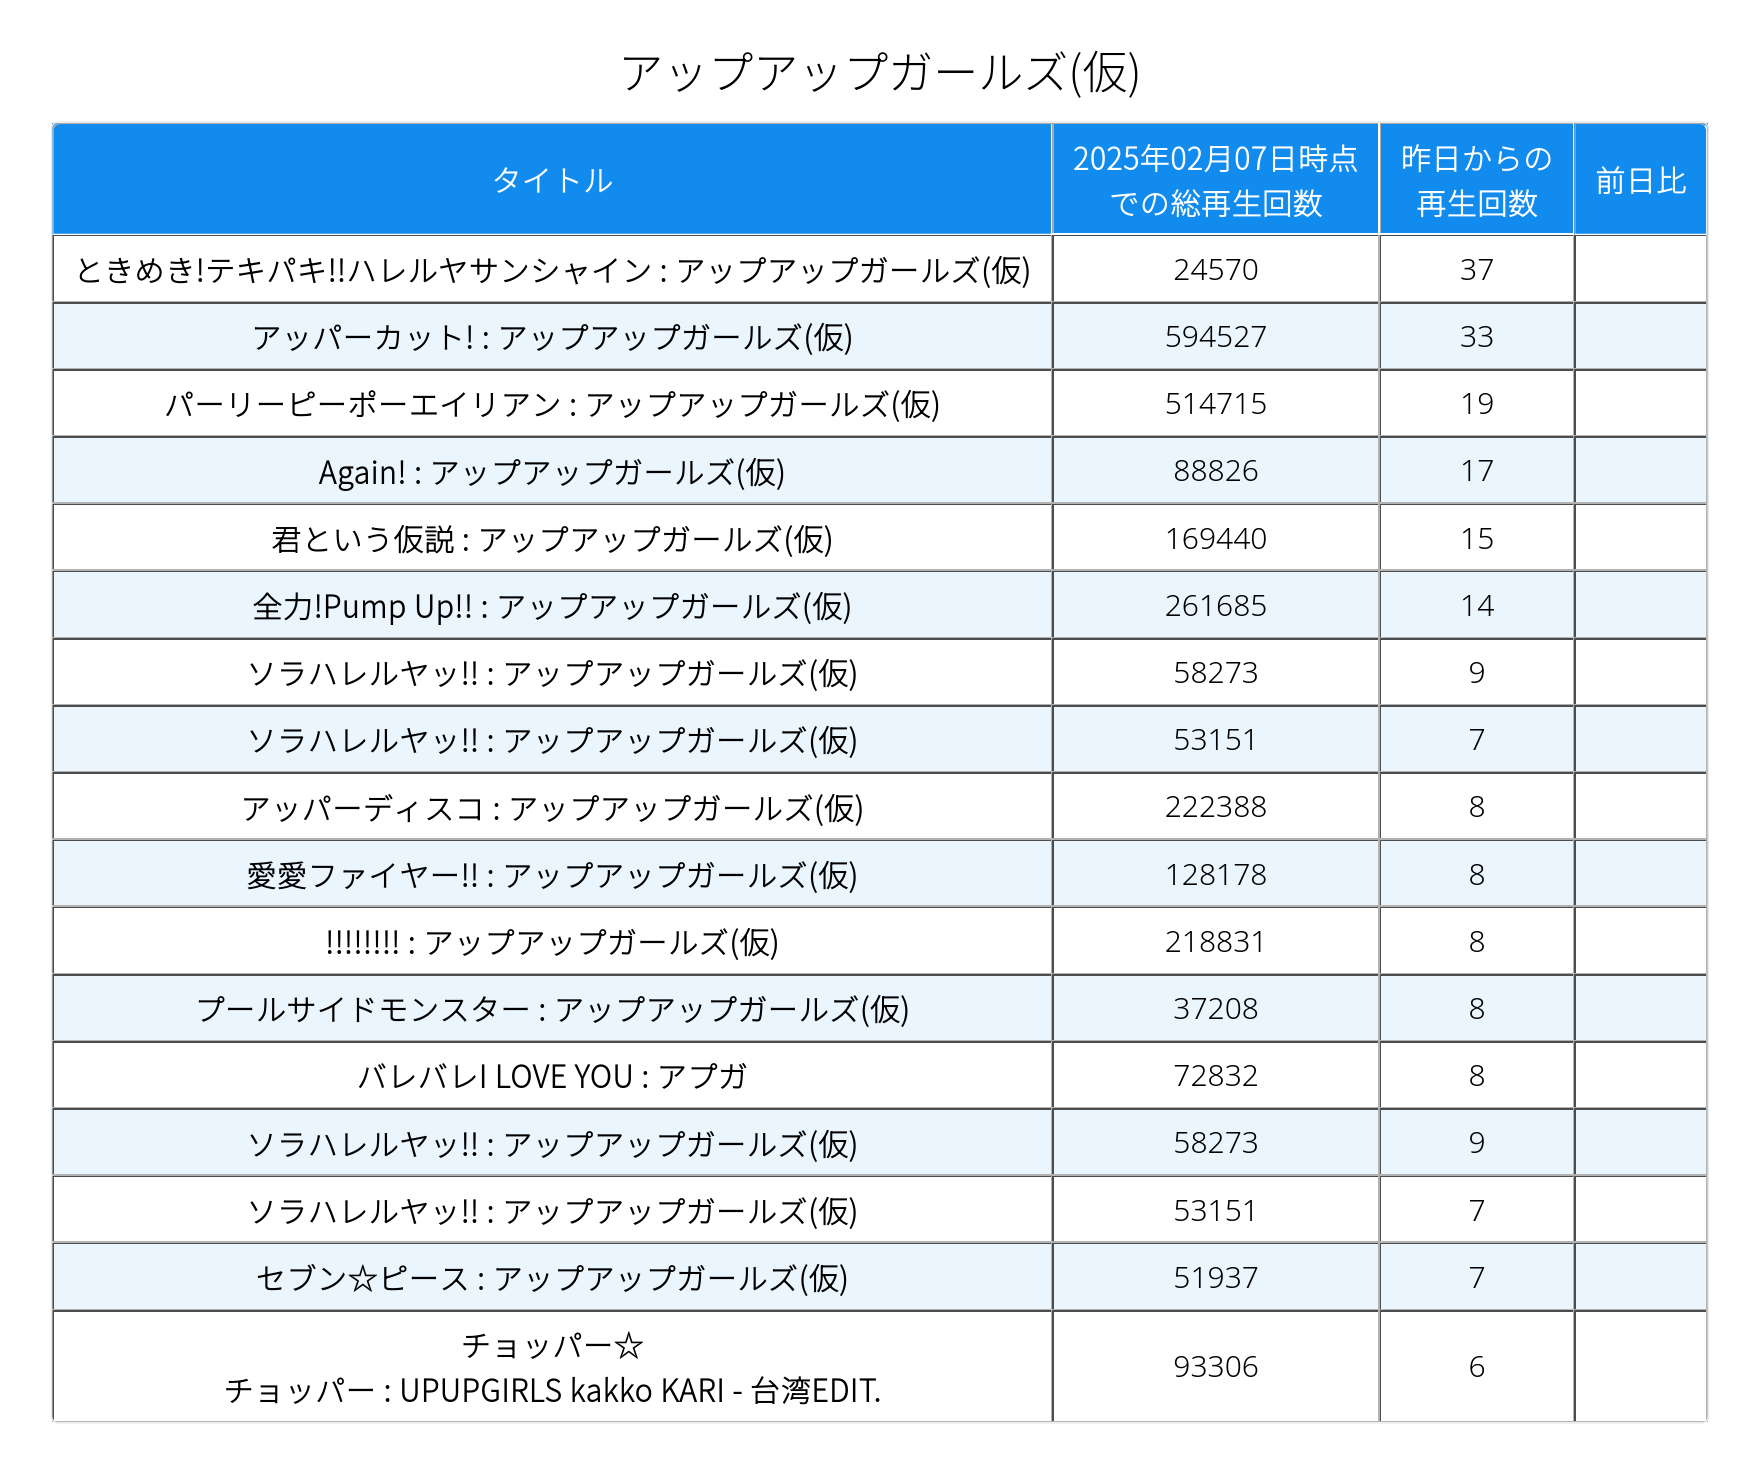 アップアップガールズ(仮)
タイトル 2025年02月07日時点での総再生回数 昨日からの再生回数 前日比
ときめき!テキパキ!!ハレルヤサンシャイン : アップアップガールズ(仮) 24570 37
アッパーカット! : アップアップガールズ(仮) 594527 33
パーリーピーポーエイリアン : アップアップガールズ(仮) 514715 19
Again! : アップアップガールズ(仮) 88826 17
君という仮説 : アップアップガールズ(仮) 169440 15
全力!Pump Up!! : アップアップガールズ(仮) 261685 14
ソラハレルヤッ!! : アップアップガールズ(仮) 58273 9
ソラハレルヤッ!! : アップアップガールズ(仮) 53151 7
アッパーディスコ : アップアップガールズ(仮) 222388 8
愛愛ファイヤー!! : アップアップガールズ(仮) 128178 8
!!!!!!!! : アップアップガールズ(仮) 218831 8
プールサイドモンスター : アップアップガールズ(仮) 37208 8
バレバレI LOVE YOU : アプガ 72832 8
ソラハレルヤッ!! : アップアップガールズ(仮) 58273 9
ソラハレルヤッ!! : アップアップガールズ(仮) 53151 7
セブン☆ピース : アップアップガールズ(仮) 51937 7
チョッパー☆
チョッパー : UPUPGIRLS kakko KARI - 台湾EDIT. 93306 6